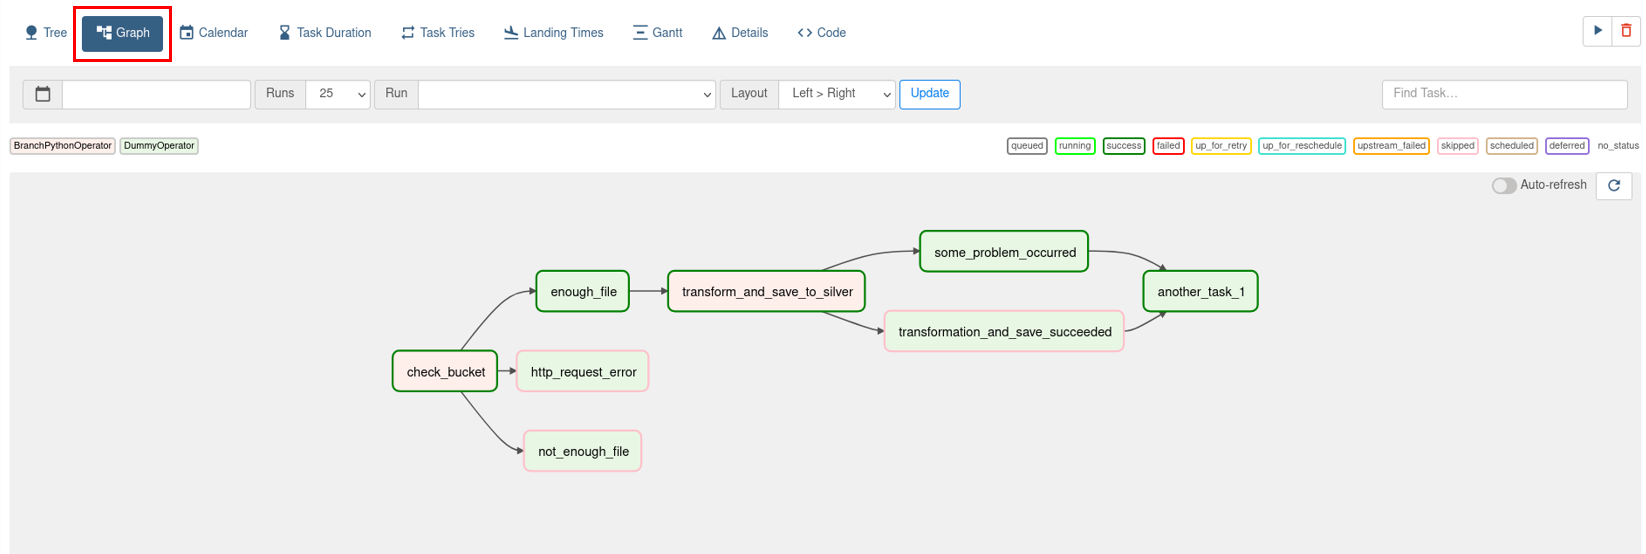 Tree Graph Calendar Task Duration Task Tries Landing Times Gantt Details Code
Runs 25 Run Layout Left > Right Update Find Task...
BranchPythonOperator DummyOperator queued running success failed up_for_retry up_for_reschedule upstream_failed skipped scheduled deferred no_status
Auto-refresh
some_problem_occurred
enough_file transform_and_save_to_silver another_task_1
transformation_and_save_succeeded
check_bucket http_request_error
not_enough_file